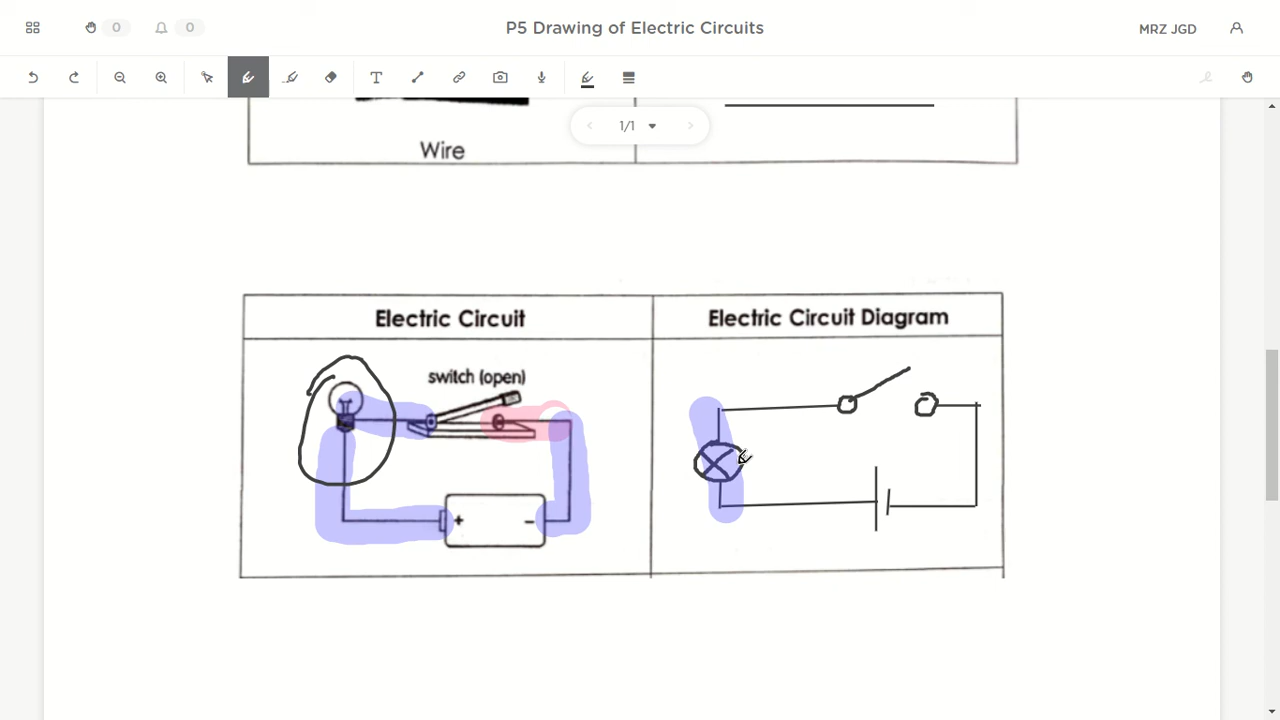 0
0
P5 Drawing of Electric Circuits
MRZ JGD
1/1
Wire
Electric Circuit
Electric Circuit Diagram
switch (open)
+
−